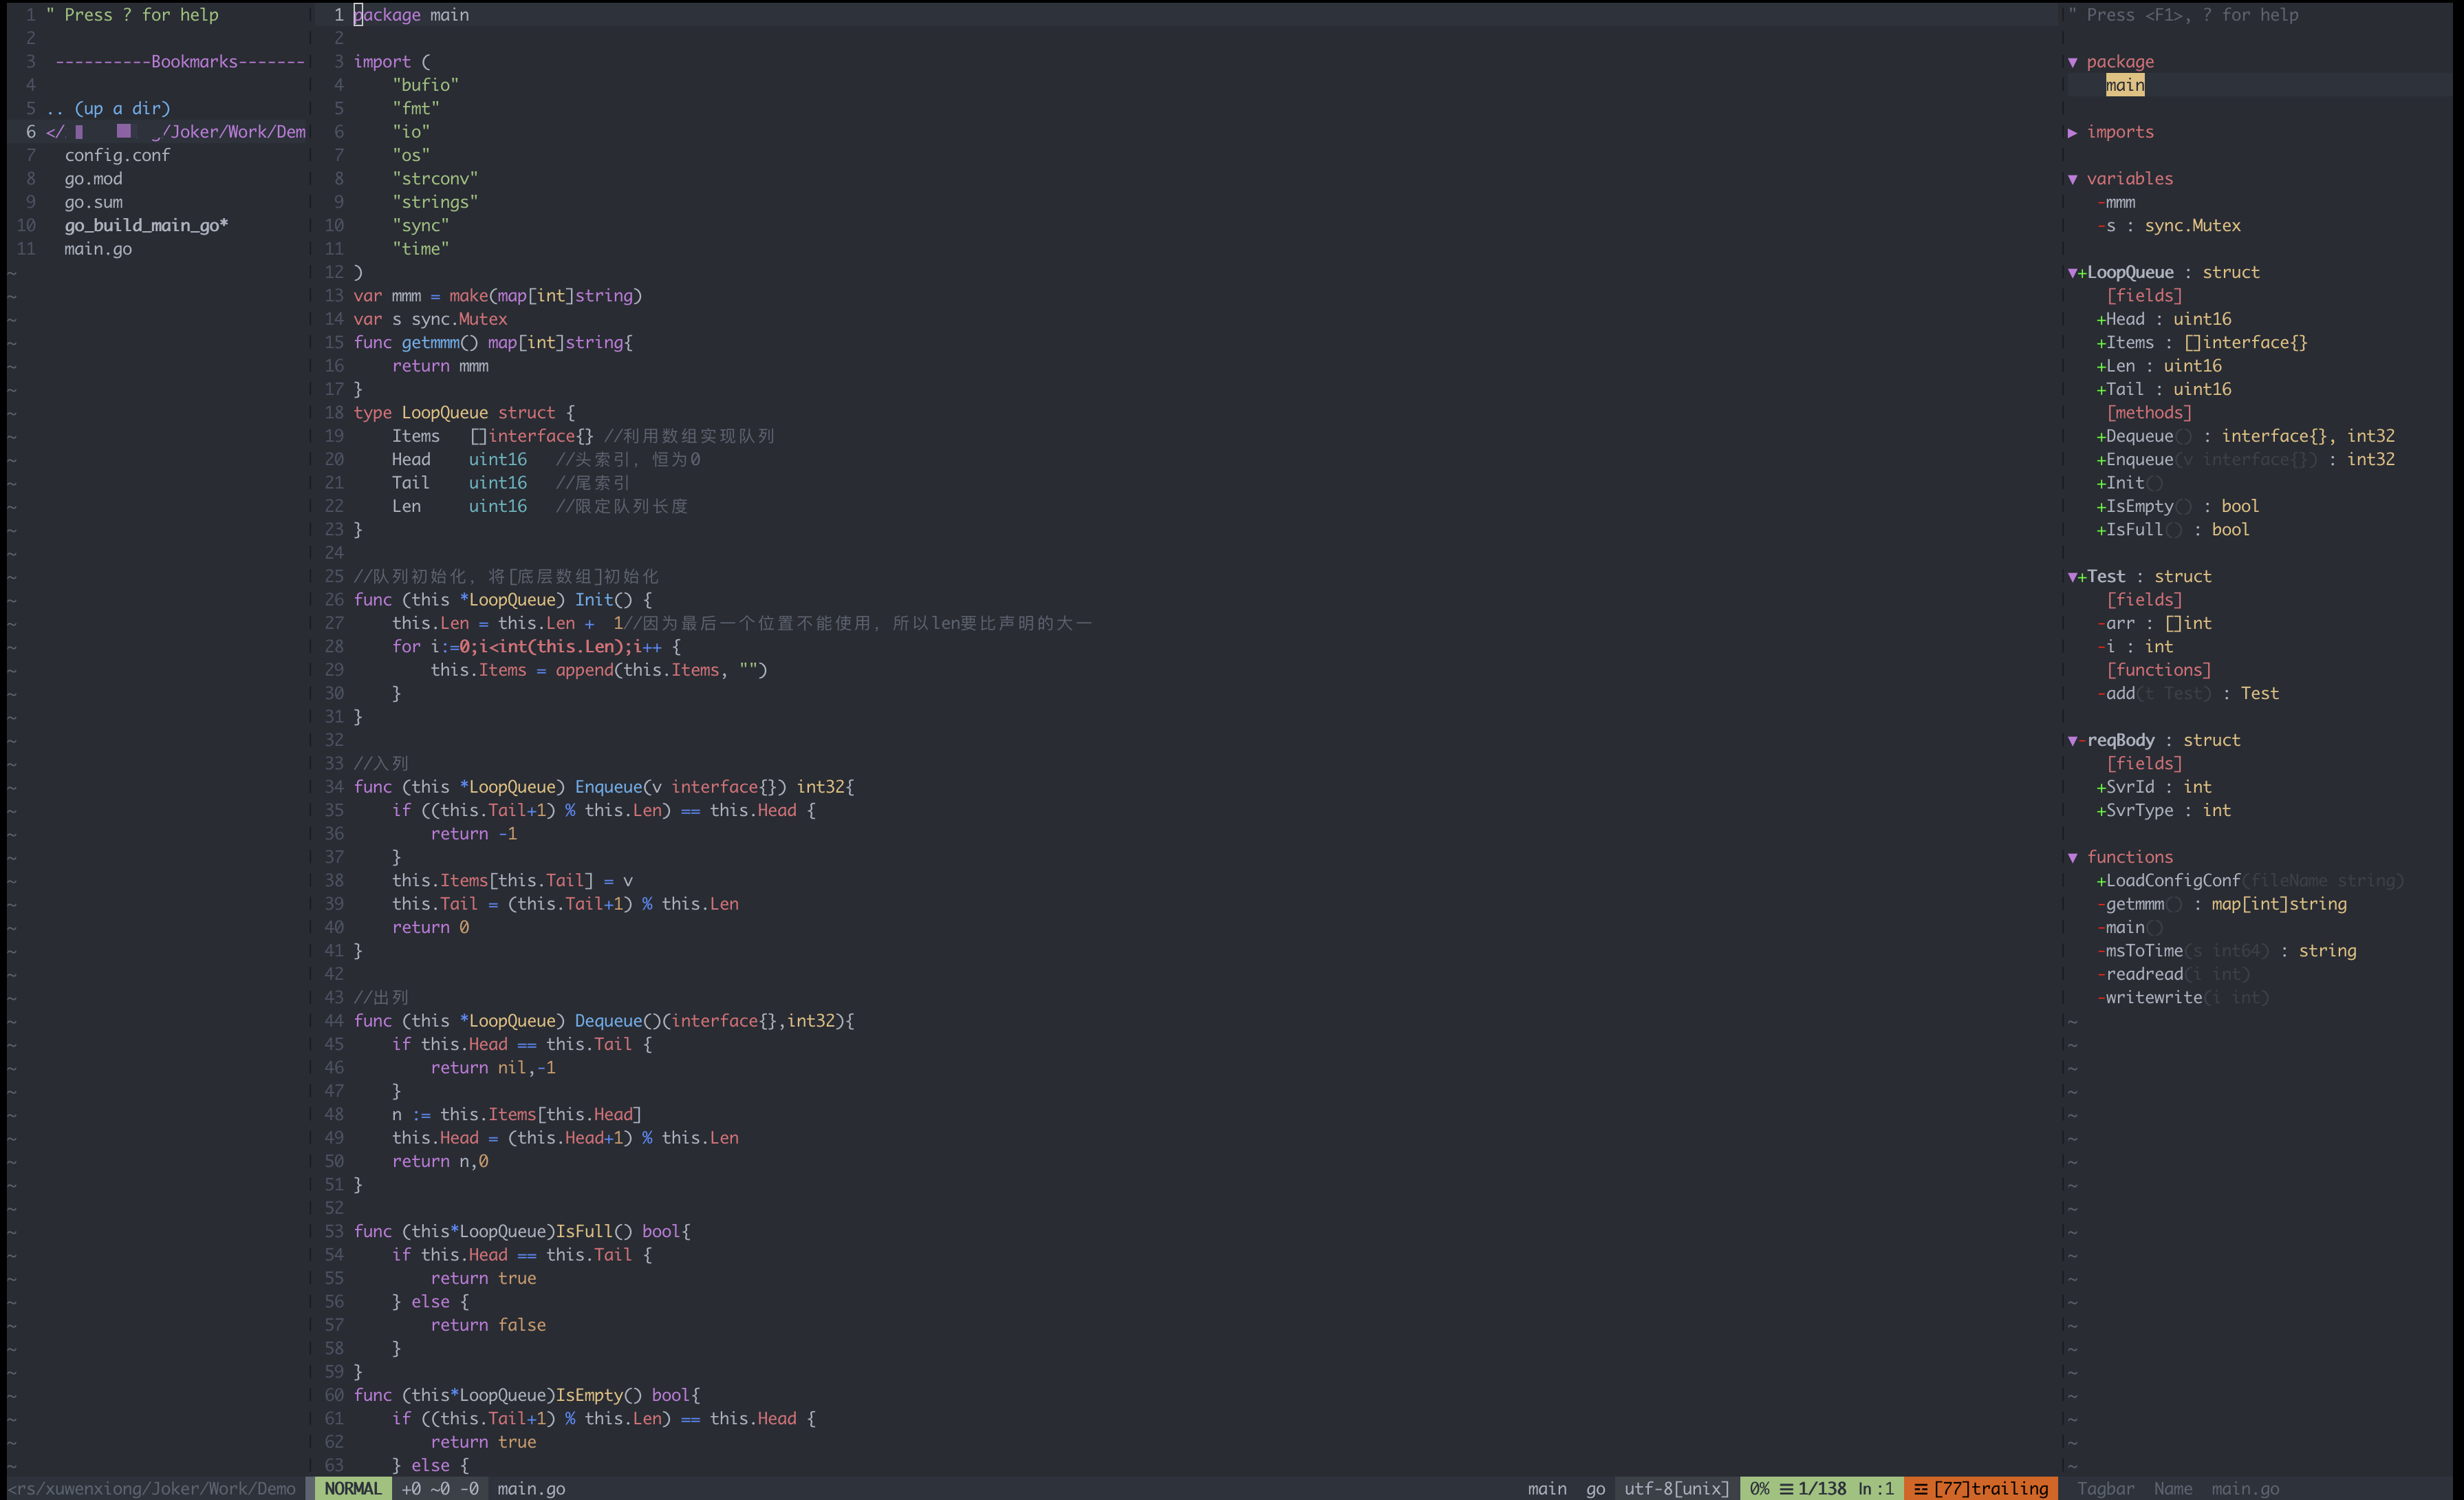 1 " Press ? for help
2
3 ----------Bookmarks-------
4
5 .. (up a dir)
6 </ /Joker/Work/Dem
7 config.conf
8 go.mod
9 go.sum
10 go_build_main_go*
11 main.go
~
<rs/xuwenxiong/Joker/Work/Demo
1 package main
2
3 import (
4 "bufio"
5 "fmt"
6 "io"
7 "os"
8 "strconv"
9 "strings"
10 "sync"
11 "time"
12 )
13 var mmm = make(map[int]string)
14 var s sync.Mutex
15 func getmmm() map[int]string{
16 return mmm
17 }
18 type LoopQueue struct {
19 Items []interface{} //利用数组实现队列
20 Head uint16 //头索引，恒为0
21 Tail uint16 //尾索引
22 Len uint16 //限定队列长度
23 }
24
25 //队列初始化，将[底层数组]初始化
26 func (this *LoopQueue) Init() {
27 this.Len = this.Len + 1//因为最后一个位置不能使用，所以len要比声明的大一
28 for i:=0;i<int(this.Len);i++ {
29 this.Items = append(this.Items, "")
30 }
31 }
32
33 //入列
34 func (this *LoopQueue) Enqueue(v interface{}) int32{
35 if ((this.Tail+1) % this.Len) == this.Head {
36 return -1
37 }
38 this.Items[this.Tail] = v
39 this.Tail = (this.Tail+1) % this.Len
40 return 0
41 }
42
43 //出列
44 func (this *LoopQueue) Dequeue()(interface{},int32){
45 if this.Head == this.Tail {
46 return nil,-1
47 }
48 n := this.Items[this.Head]
49 this.Head = (this.Head+1) % this.Len
50 return n,0
51 }
52
53 func (this*LoopQueue)IsFull() bool{
54 if this.Head == this.Tail {
55 return true
56 } else {
57 return false
58 }
59 }
60 func (this*LoopQueue)IsEmpty() bool{
61 if ((this.Tail+1) % this.Len) == this.Head {
62 return true
63 } else {
NORMAL +0 ~0 -0 main.go main go utf-8[unix] 0% ☰ 1/138 ln :1 ☲ [77]trailing
" Press <F1>, ? for help
▼ package
main
▶ imports
▼ variables
-mmm
-s : sync.Mutex
▼+LoopQueue : struct
[fields]
+Head : uint16
+Items : []interface{}
+Len : uint16
+Tail : uint16
[methods]
+Dequeue() : interface{}, int32
+Enqueue(v interface{}) : int32
+Init()
+IsEmpty() : bool
+IsFull() : bool
▼+Test : struct
[fields]
-arr : []int
-i : int
[functions]
-add(t Test) : Test
▼-reqBody : struct
[fields]
+SvrId : int
+SvrType : int
▼ functions
+LoadConfigConf(fileName string)
-getmmm() : map[int]string
-main()
-msToTime(s int64) : string
-readread(i int)
-writewrite(i int)
~
Tagbar Name main.go